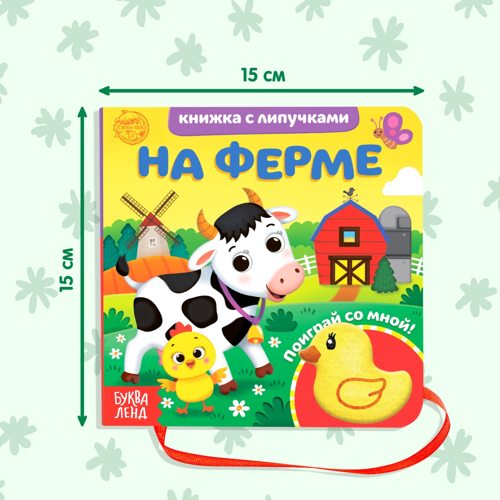 15 см
книжка с липучками
НА ФЕРМЕ
15 см
Поиграй со мной!
БУКВА
ЛЕНД